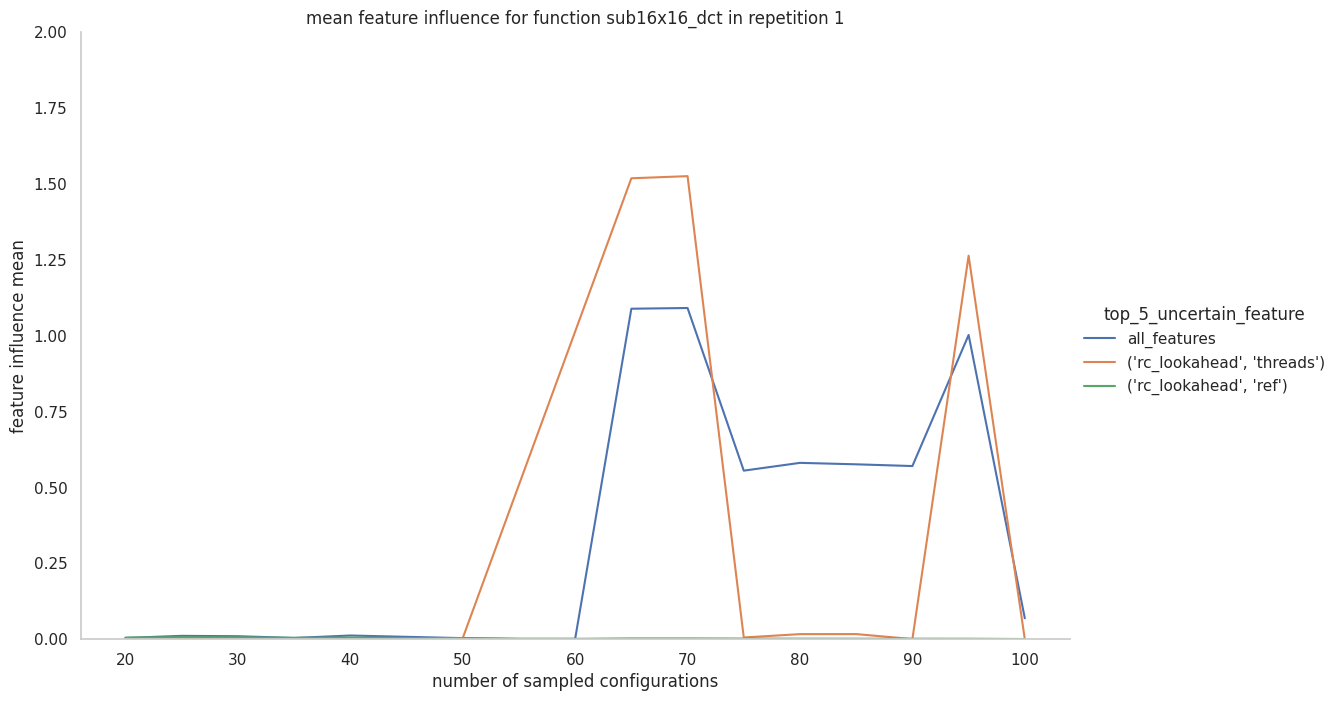 mean feature influence for function sub16x16_dct in repetition 1
2.00
1.75
1.50
1.25
1.00
0.75
0.50
0.25
0.00
feature influence mean
20 30 40 50 60 70 80 90 100
number of sampled configurations
top_5_uncertain_feature
all_features
('rc_lookahead', 'threads')
('rc_lookahead', 'ref')